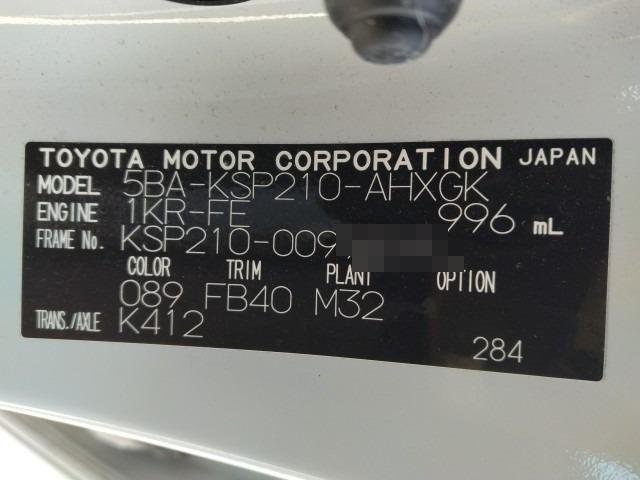 TOYOTA MOTOR CORPORATION JAPAN
MODEL 5BA-KSP210-AHXGK
ENGINE 1KR-FE 996 mL
FRAME No. KSP210-009
COLOR TRIM PLANT OPTION
089 FB40 M32
TRANS./AXLE K412
284